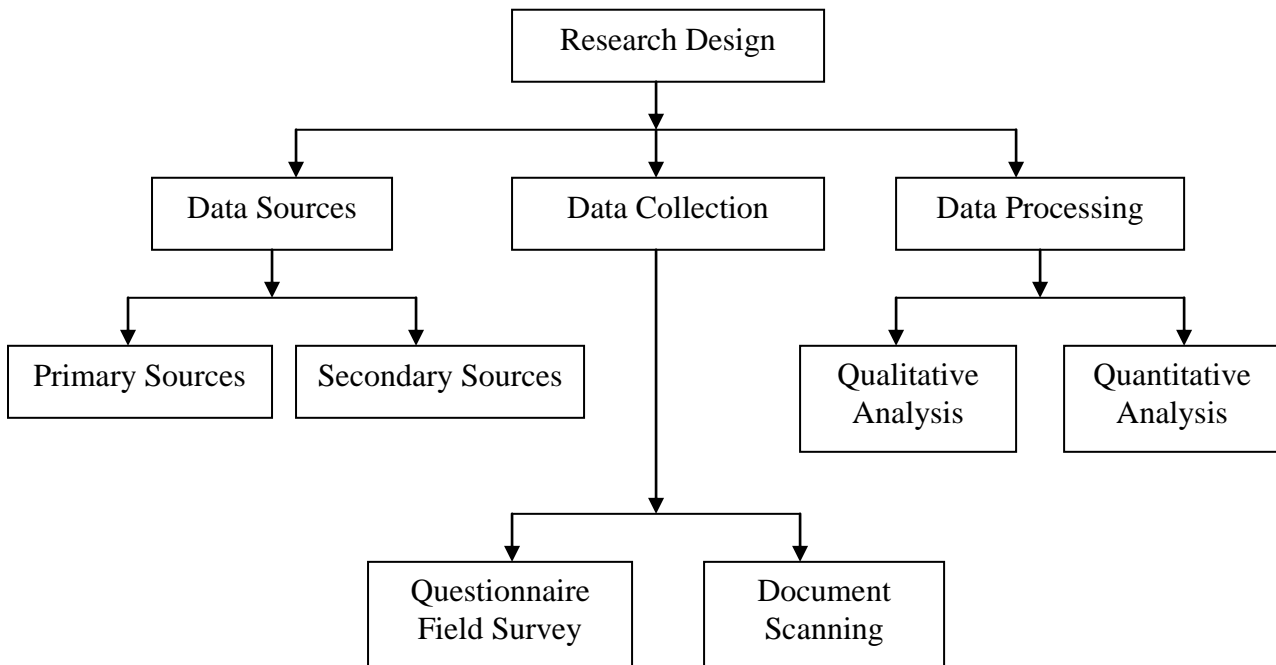 Research Design
Data Sources
Data Collection
Data Processing
Primary Sources
Secondary Sources
Qualitative
Analysis
Quantitative
Analysis
Questionnaire
Field Survey
Document
Scanning